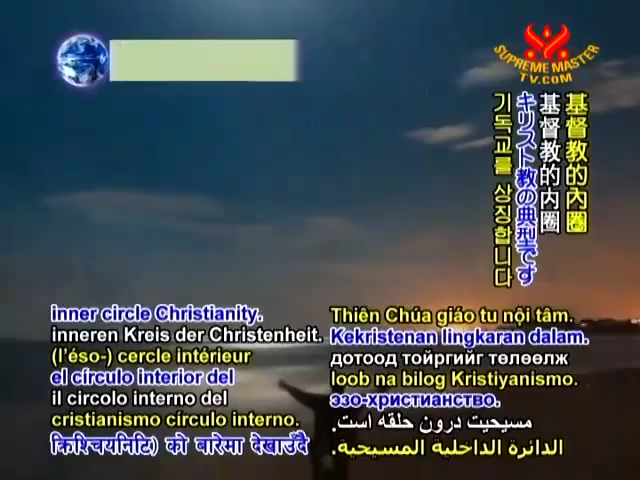 SUPREME MASTER
TV.COM
基督教的內圈
基督教的内圈
キリスト教の典型です
기독교를 상징합니다
inner circle Christianity.
inneren Kreis der Christenheit.
(l'éso-) cercle intérieur
el círculo interior del
il circolo interno del
cristianismo círculo interno.
क्रिश्चियनिटि) को बारेमा देखाउँदै
Thiên Chúa giáo tu nội tâm.
Kekristenan lingkaran dalam.
дотоод тойргийг төлөөлж
loob na bilog Kristiyanismo.
эзо-христианство.
مسیحیت درون حلقه است.
الدائرة الداخلية المسيحية.